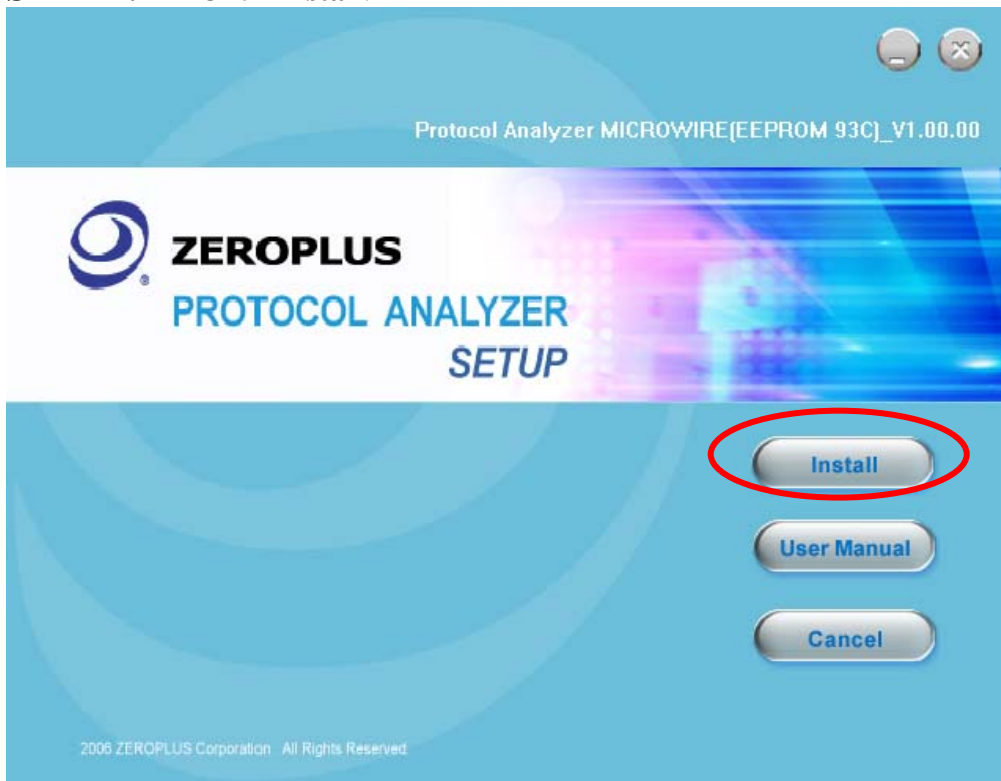 Protocol Analyzer MICROWIRE(EEPROM 93C)_V1.00.00
ZEROPLUS
PROTOCOL ANALYZER
SETUP
Install
User Manual
Cancel
2006 ZEROPLUS Corporation All Rights Reserved.